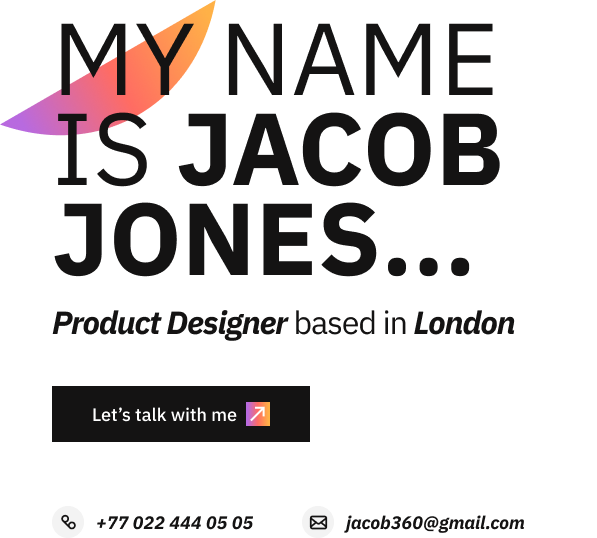 MY NAME
IS JACOB
JONES...
Product Designer based in London
Let’s talk with me
+77 022 444 05 05
jacob360@gmail.com